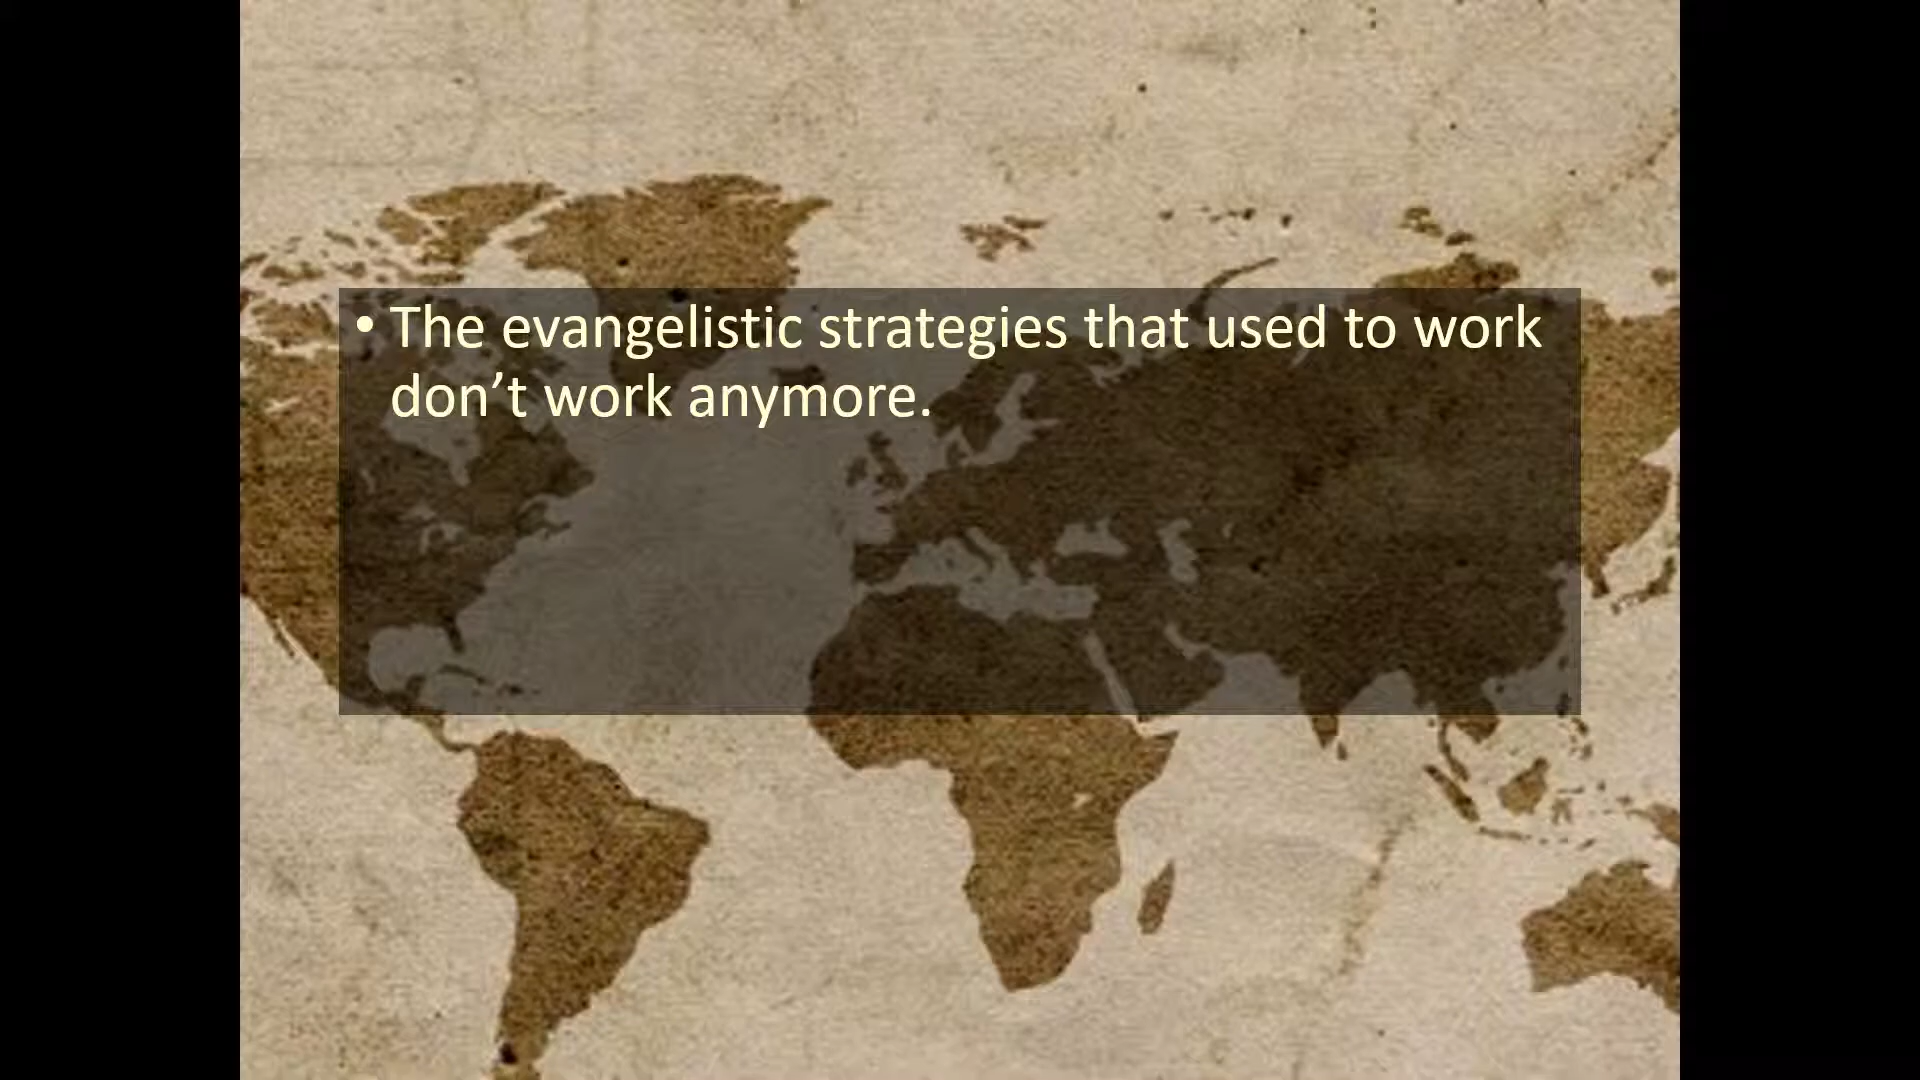 • The evangelistic strategies that used to work
don’t work anymore.